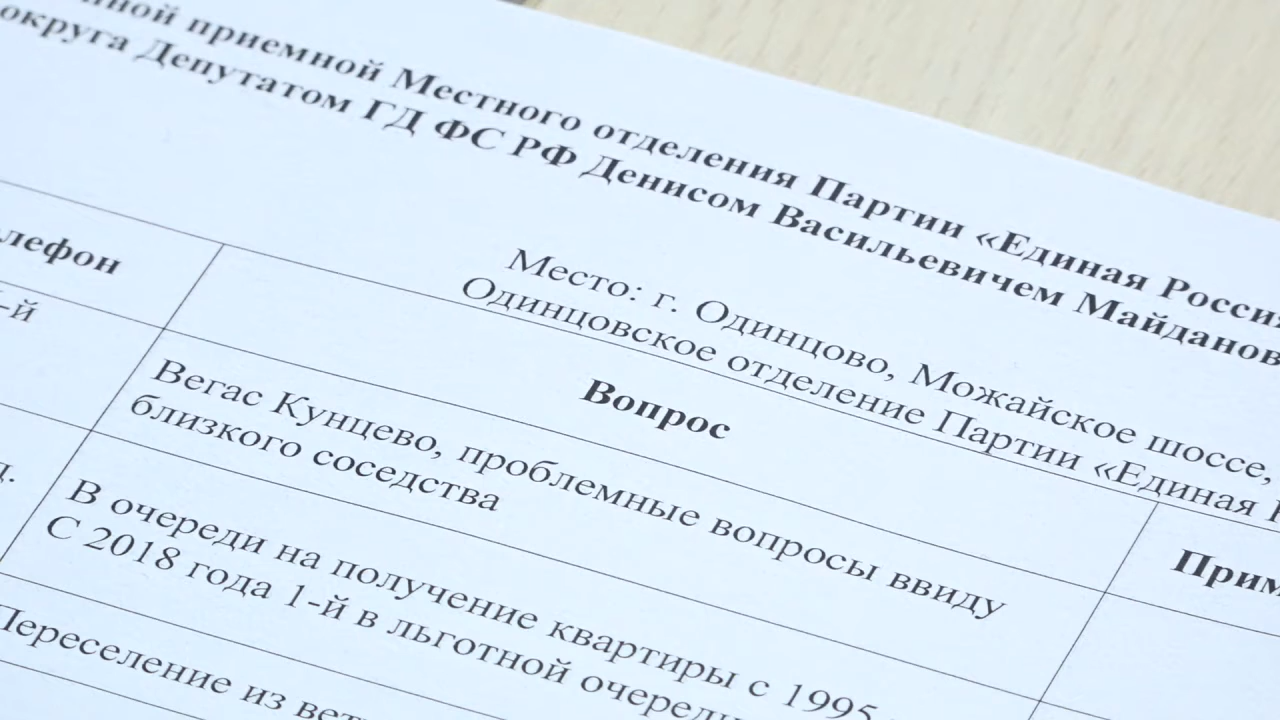 приемной Местного отделения Партии «Единая Россия
округа Депутатом ГД ФС РФ Денисом Васильевичем Майданов
Место: г. Одинцово, Можайское шоссе,
Одинцовское отделение Партии «Единая
лефон
Вопрос
Прим
-й
Вегас Кунцево, проблемные вопросы ввиду
близкого соседства
д.
В очереди на получение квартиры с 1995
С 2018 года 1-й в льготной очереди
Переселение из вет